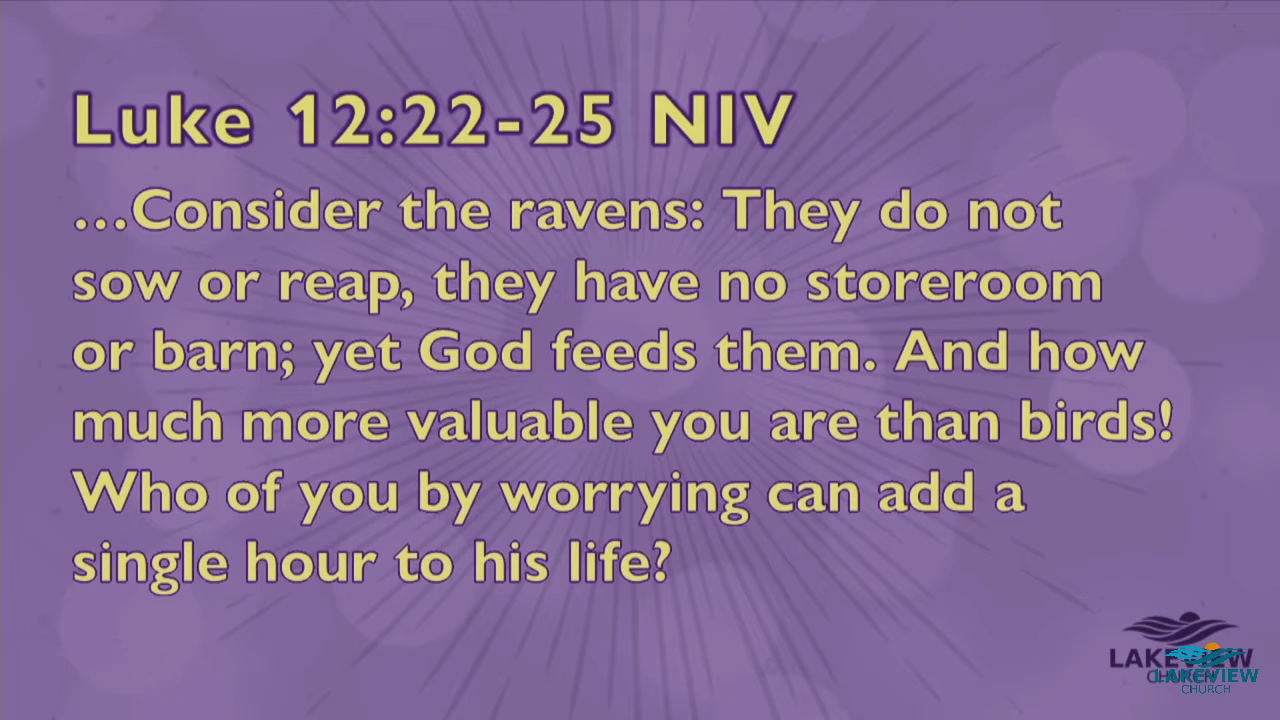 Luke 12:22-25 NIV
...Consider the ravens: They do not
sow or reap, they have no storeroom
or barn; yet God feeds them. And how
much more valuable you are than birds!
Who of you by worrying can add a
single hour to his life?
LAKEVIEW
CHURCH
LAKEVIEW
CHURCH